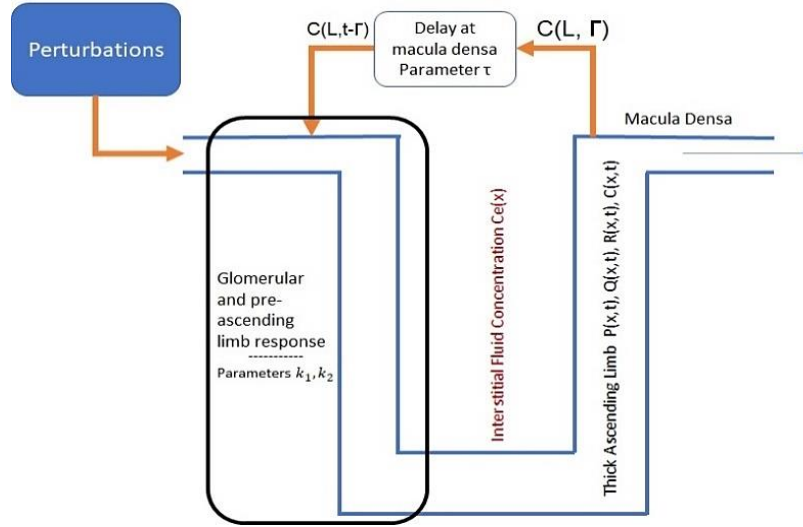 Perturbations
C(L,t-Γ)
Delay at
macula densa
Parameter τ
C(L, Γ)
Macula Densa
Glomerular
and pre-
ascending
limb response
-----------
Parameters k₁,k₂
Interstitial Fluid Concentration Ce(x)
Thick Ascending Limb P(x,t), Q(x,t), R(x,t), C(x,t)